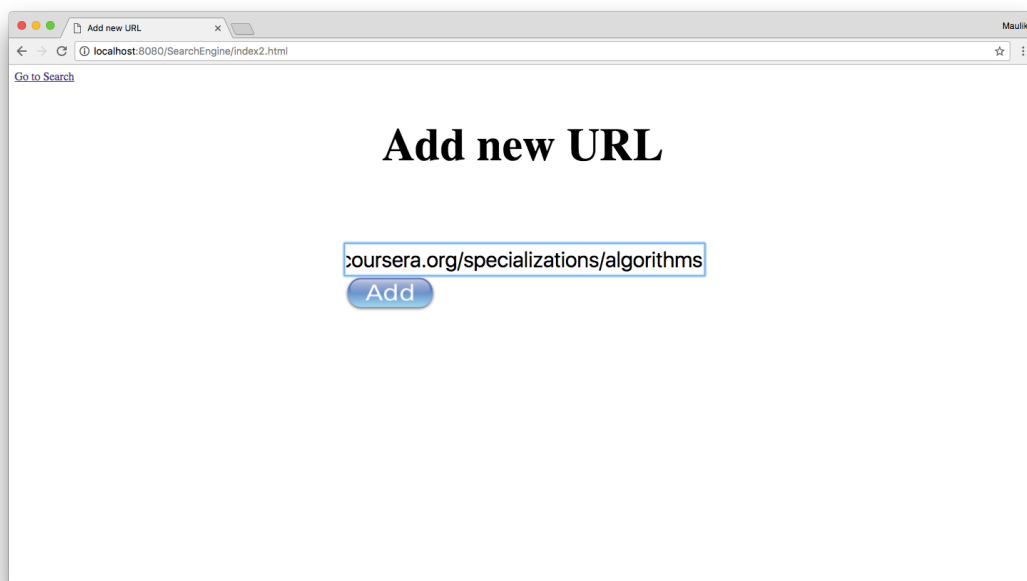 Add new URL
Maulik
localhost:8080/SearchEngine/index2.html
Go to Search
Add new URL
coursera.org/specializations/algorithms
Add